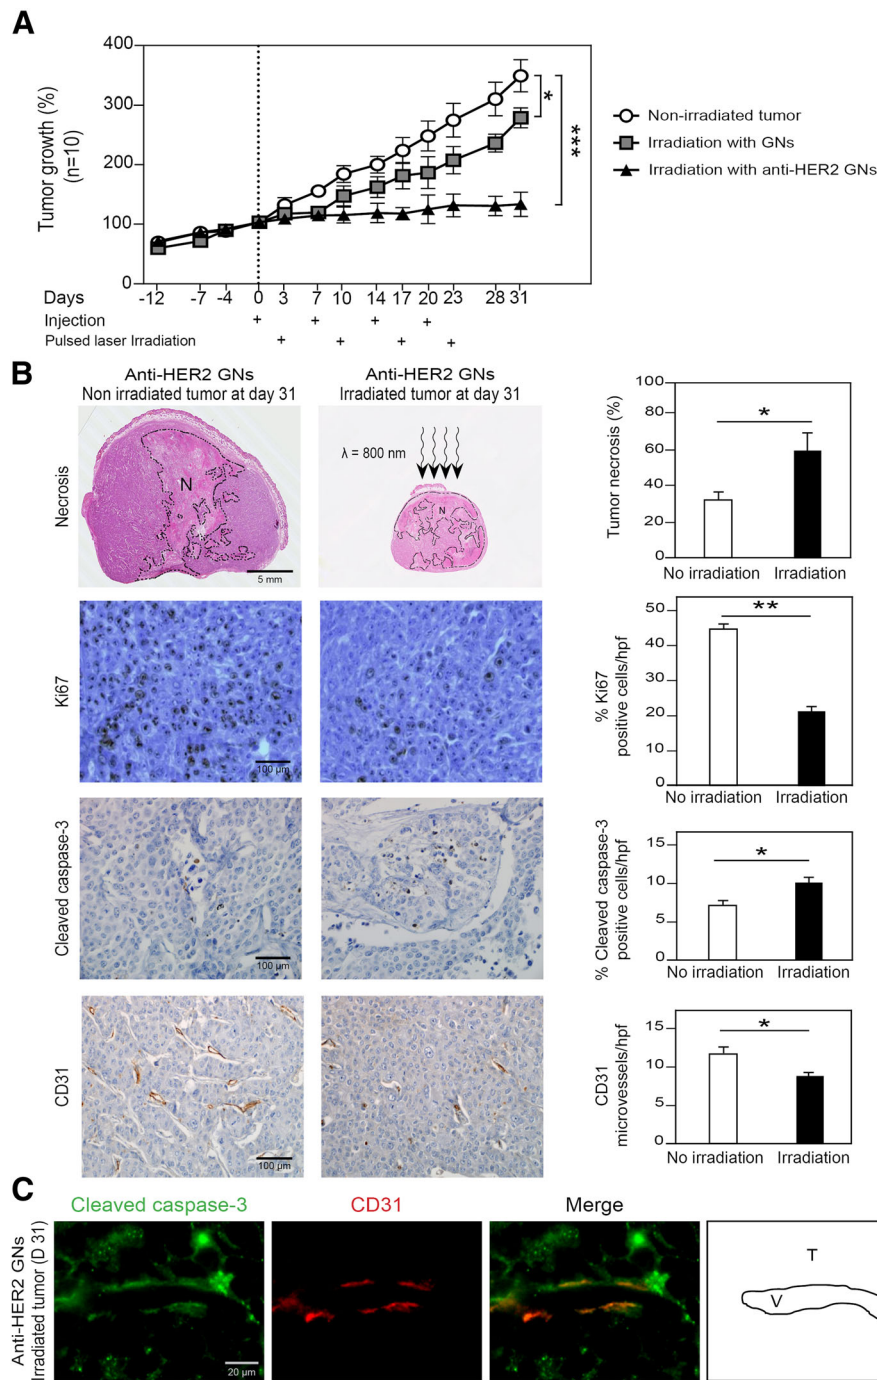 A
Tumor growth (%)
(n=10)
400
300
200
100
0
*
***
Non-irradiated tumor
Irradiation with GNs
Irradiation with anti-HER2 GNs
Days -12 -7 -4 0 3 7 10 14 17 20 23 28 31
Injection + + + +
Pulsed laser Irradiation + + + +
B
Anti-HER2 GNs
Non irradiated tumor at day 31
Anti-HER2 GNs
Irradiated tumor at day 31
Necrosis
N
5 mm
λ = 800 nm
N
Tumor necrosis (%)
100
80
60
40
20
0
*
No irradiation Irradiation
Ki67
100 µm
% Ki67
positive cells/hpf
50
40
30
20
10
0
**
No irradiation Irradiation
Cleaved caspase-3
100 µm
% Cleaved caspase-3
positive cells/hpf
15
10
5
0
*
No irradiation Irradiation
CD31
100 µm
CD31
microvessels/hpf
15
10
5
0
*
No irradiation Irradiation
C
Cleaved caspase-3 CD31 Merge
Anti-HER2 GNs
Irradiated tumor (D 31)
20 µm
T
V